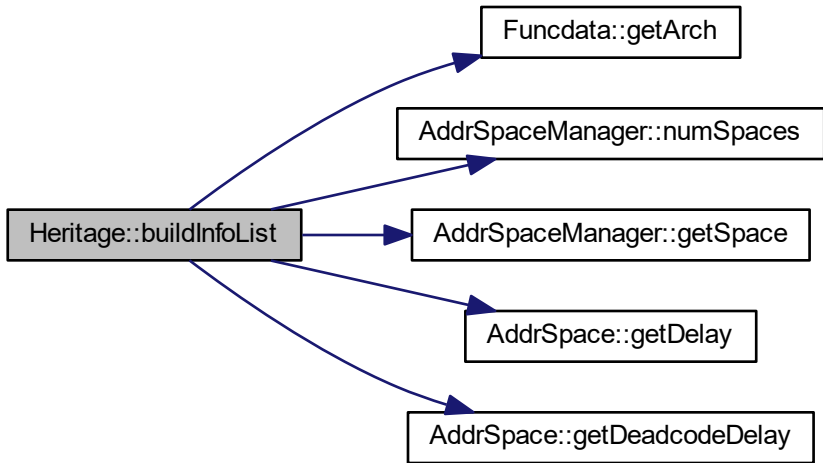 Funcdata::getArch
AddrSpaceManager::numSpaces
Heritage::buildInfoList
AddrSpaceManager::getSpace
AddrSpace::getDelay
AddrSpace::getDeadcodeDelay